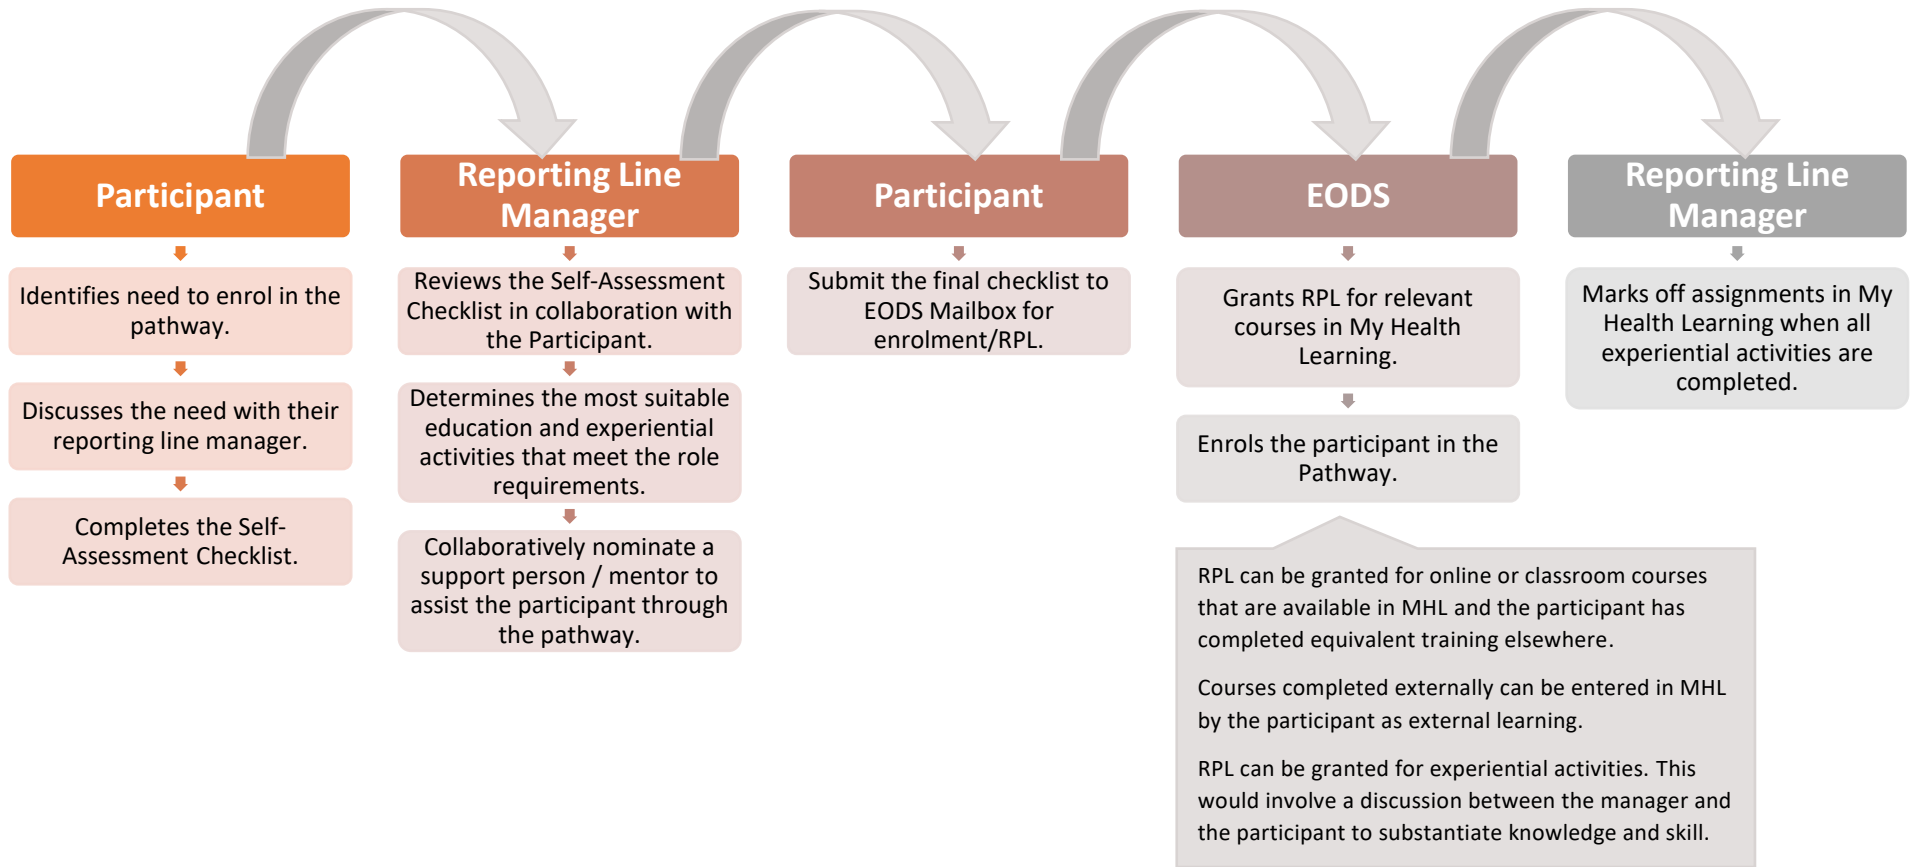 Participant
Identifies need to enrol in the
pathway.
Discusses the need with their
reporting line manager.
Completes the Self-
Assessment Checklist.
Reporting Line
Manager
Reviews the Self-Assessment
Checklist in collaboration with
the Participant.
Determines the most suitable
education and experiential
activities that meet the role
requirements.
Collaboratively nominate a
support person / mentor to
assist the participant through
the pathway.
Participant
Submit the final checklist to
EODS Mailbox for
enrolment/RPL.
EODS
Grants RPL for relevant
courses in My Health
Learning.
Enrols the participant in the
Pathway.
RPL can be granted for online or classroom courses
that are available in MHL and the participant has
completed equivalent training elsewhere.
Courses completed externally can be entered in MHL
by the participant as external learning.
RPL can be granted for experiential activities. This
would involve a discussion between the manager and
the participant to substantiate knowledge and skill.
Reporting Line
Manager
Marks off assignments in My
Health Learning when all
experiential activities are
completed.